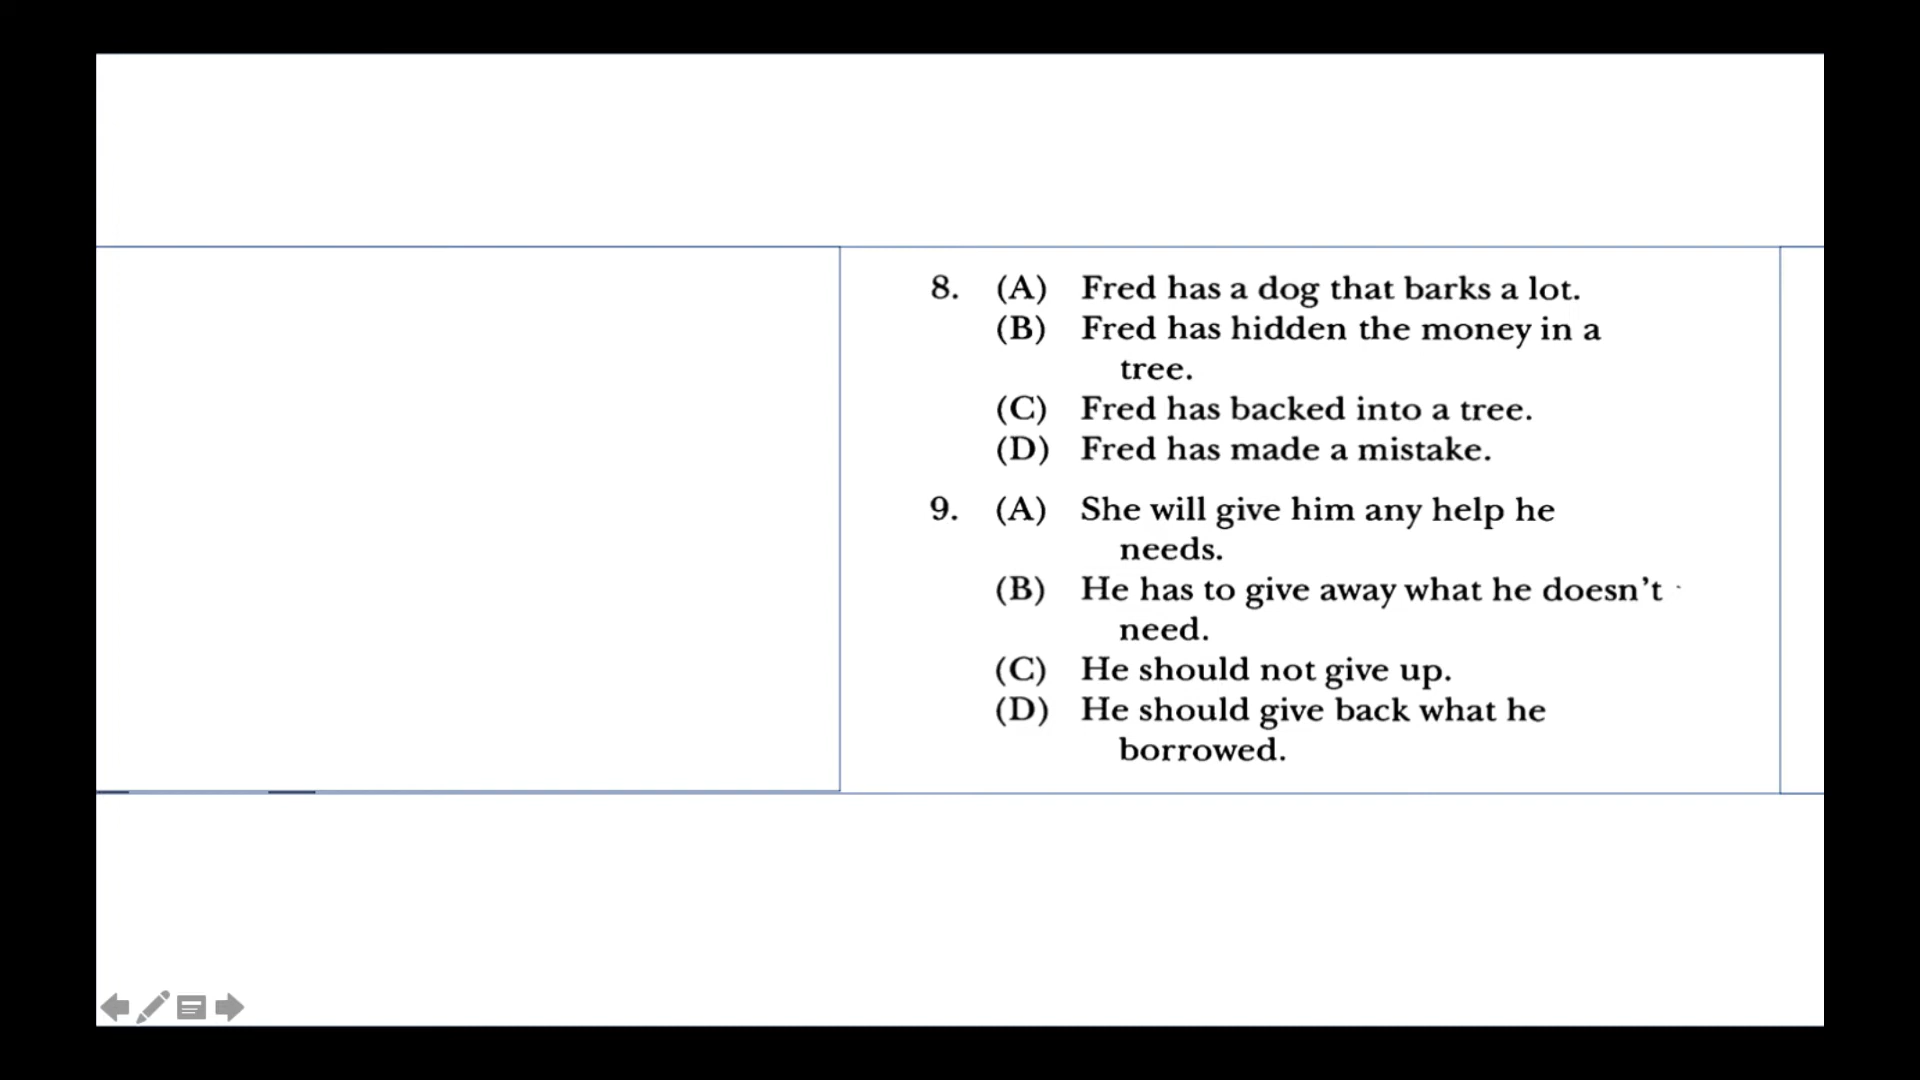 8. (A) Fred has a dog that barks a lot.
(B) Fred has hidden the money in a
tree.
(C) Fred has backed into a tree.
(D) Fred has made a mistake.
9. (A) She will give him any help he
needs.
(B) He has to give away what he doesn’t
need.
(C) He should not give up.
(D) He should give back what he
borrowed.